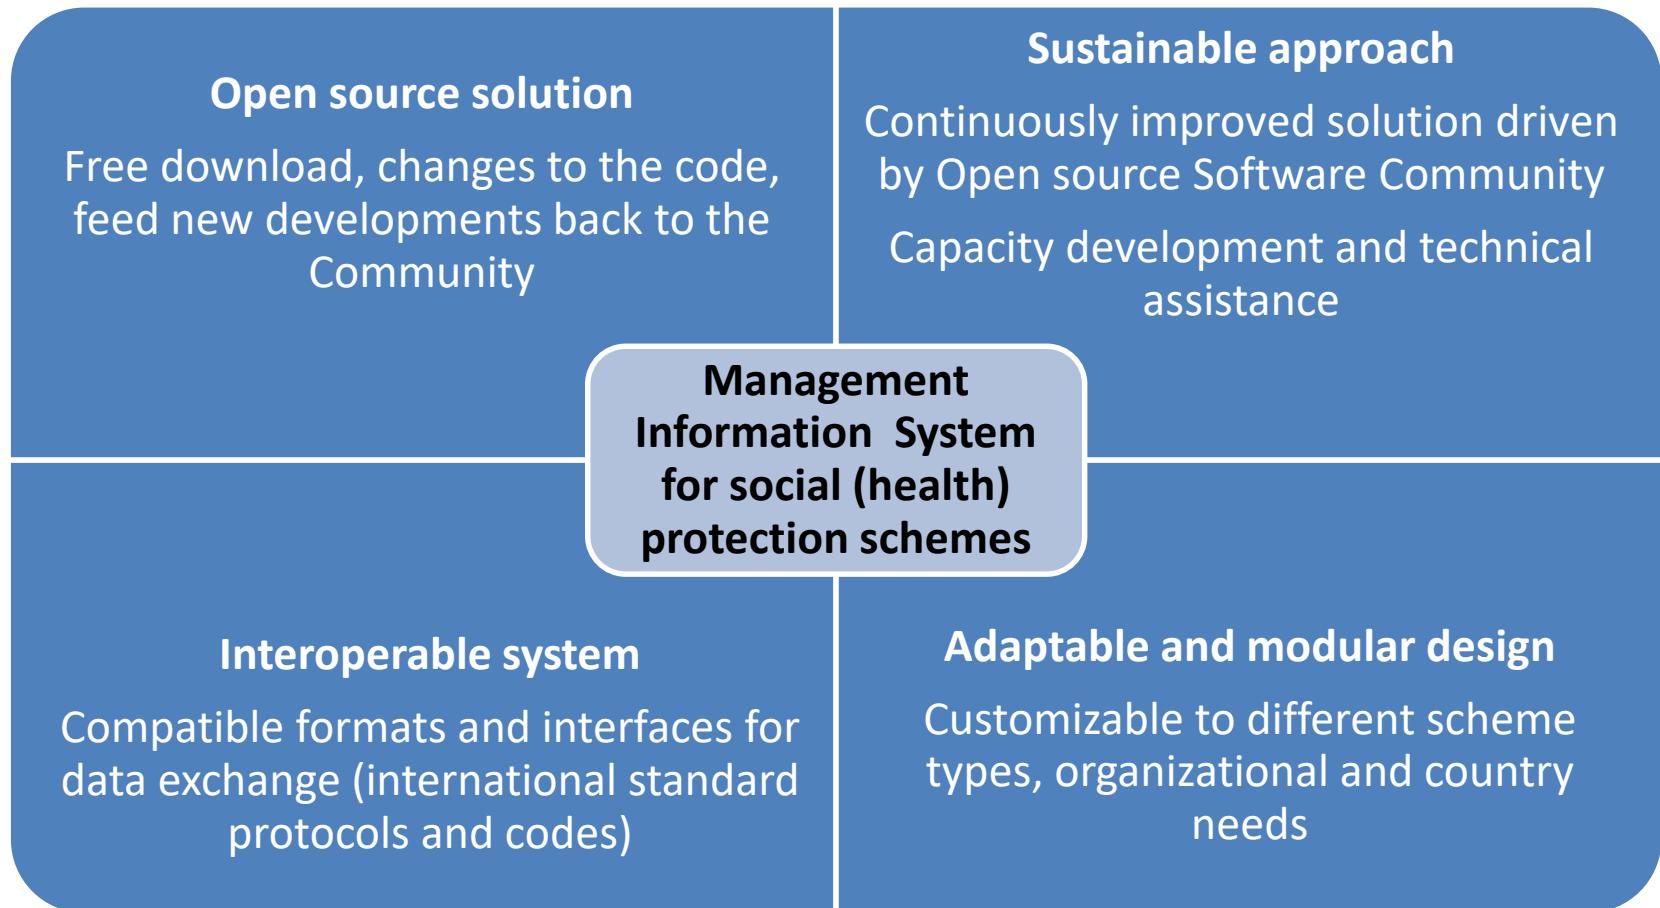 Open source solution
Free download, changes to the code,
feed new developments back to the
Community
Sustainable approach
Continuously improved solution driven
by Open source Software Community
Capacity development and technical
assistance
Management
Information  System
for social (health)
protection schemes
Interoperable system
Compatible formats and interfaces for
data exchange (international standard
protocols and codes)
Adaptable and modular design
Customizable to different scheme
types, organizational and country
needs